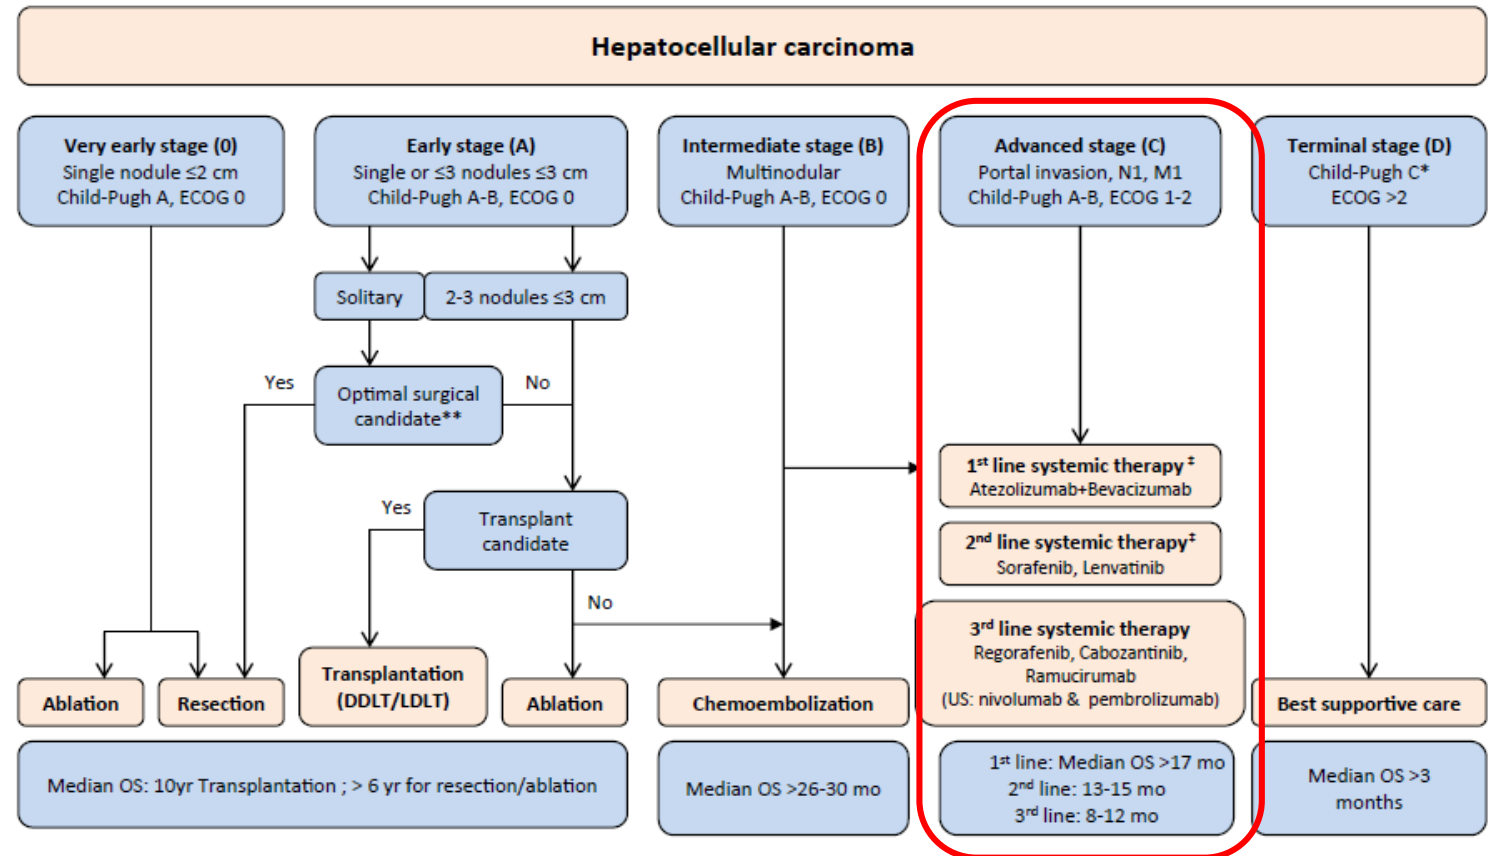 Hepatocellular carcinoma
Very early stage (0)
Single nodule ≤2 cm
Child-Pugh A, ECOG 0
Early stage (A)
Single or ≤3 nodules ≤3 cm
Child-Pugh A-B, ECOG 0
Intermediate stage (B)
Multinodular
Child-Pugh A-B, ECOG 0
Advanced stage (C)
Portal invasion, N1, M1
Child-Pugh A-B, ECOG 1-2
Terminal stage (D)
Child-Pugh C*
ECOG >2
Solitary
2-3 nodules ≤3 cm
Yes
Optimal surgical
candidate**
No
Yes
Transplant
candidate
No
1st line systemic therapy ‡
Atezolizumab+Bevacizumab
2nd line systemic therapy‡
Sorafenib, Lenvatinib
3rd line systemic therapy
Regorafenib, Cabozantinib,
Ramucirumab
(US: nivolumab & pembrolizumab)
Ablation
Resection
Transplantation
(DDLT/LDLT)
Ablation
Chemoembolization
Best supportive care
Median OS: 10yr Transplantation ; > 6 yr for resection/ablation
Median OS >26-30 mo
1st line: Median OS >17 mo
2nd line: 13-15 mo
3rd line: 8-12 mo
Median OS >3
months